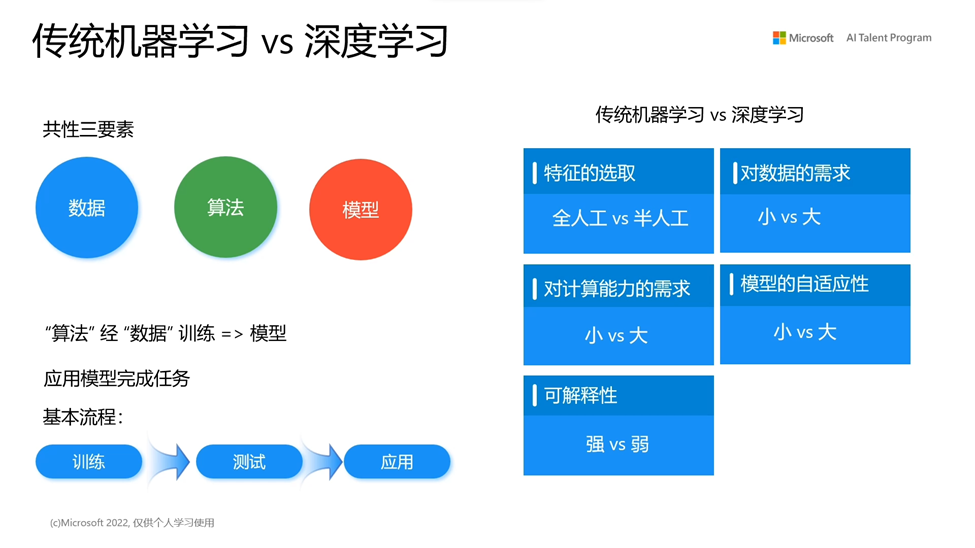 传统机器学习 vs 深度学习
Microsoft AI Talent Program
共性三要素
数据
算法
模型
“算法” 经 “数据” 训练 => 模型
应用模型完成任务
基本流程：
训练
测试
应用
传统机器学习 vs 深度学习
特征的选取
全人工 vs 半人工
对数据的需求
小 vs 大
对计算能力的需求
小 vs 大
模型的自适应性
小 vs 大
可解释性
强 vs 弱
(c)Microsoft 2022, 仅供个人学习使用